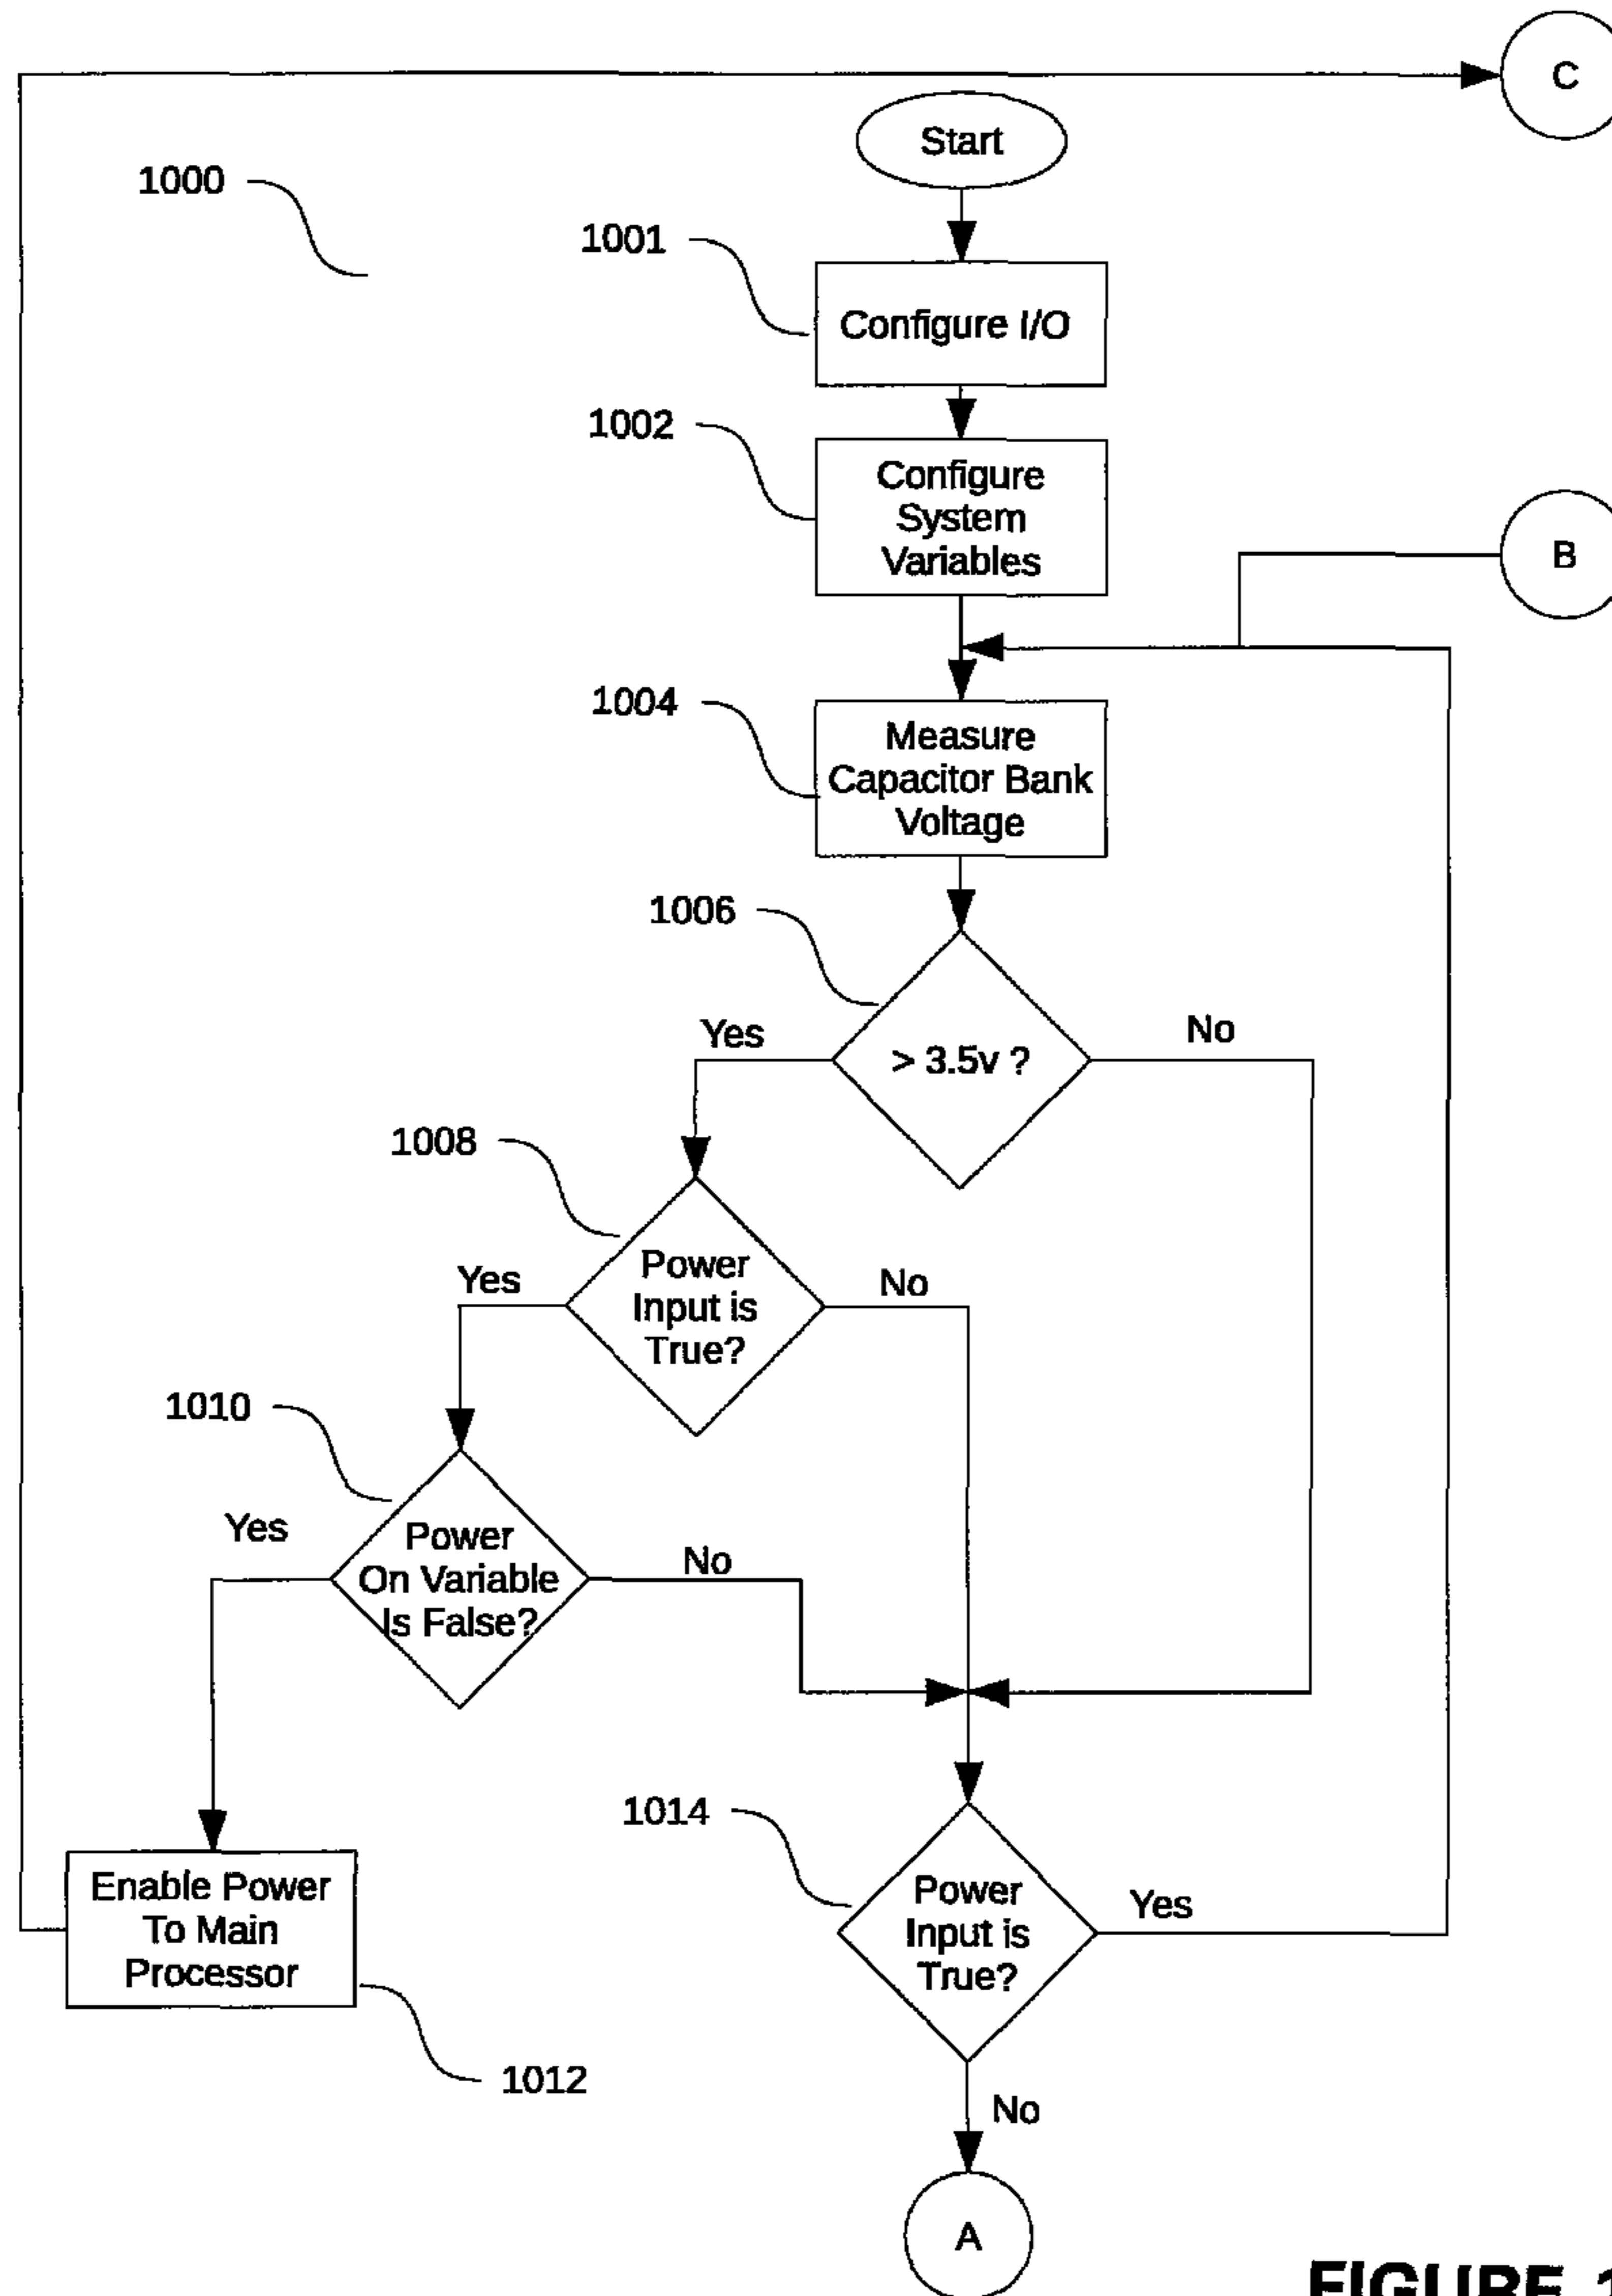 C
Start
1000
1001
Configure I/O
1002
Configure
System
Variables
B
1004
Measure
Capacitor Bank
Voltage
1006
Yes
> 3.5v ?
No
1008
Yes
Power
Input is
True?
No
1010
Yes
Power
On Variable
Is False?
No
1014
Enable Power
To Main
Processor
Power
Input is
True?
Yes
1012
No
A
FIGURE